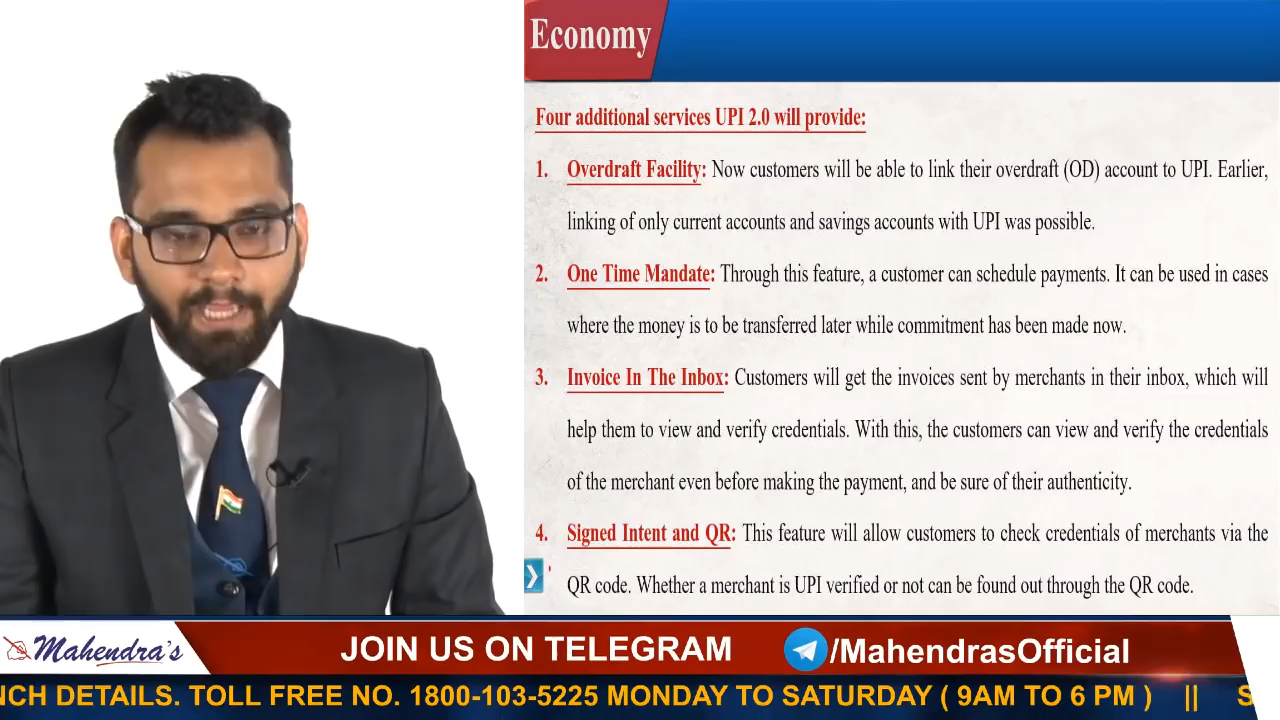 Economy
Four additional services UPI 2.0 will provide:
1. Overdraft Facility: Now customers will be able to link their overdraft (OD) account to UPI. Earlier,
linking of only current accounts and savings accounts with UPI was possible.
2. One Time Mandate: Through this feature, a customer can schedule payments. It can be used in cases
where the money is to be transferred later while commitment has been made now.
3. Invoice In The Inbox: Customers will get the invoices sent by merchants in their inbox, which will
help them to view and verify credentials. With this, the customers can view and verify the credentials
of the merchant even before making the payment, and be sure of their authenticity.
4. Signed Intent and QR: This feature will allow customers to check credentials of merchants via the
QR code. Whether a merchant is UPI verified or not can be found out through the QR code.
Mahendra's
JOIN US ON TELEGRAM
/MahendrasOfficial
NCH DETAILS. TOLL FREE NO. 1800-103-5225 MONDAY TO SATURDAY ( 9AM TO 6 PM ) || S